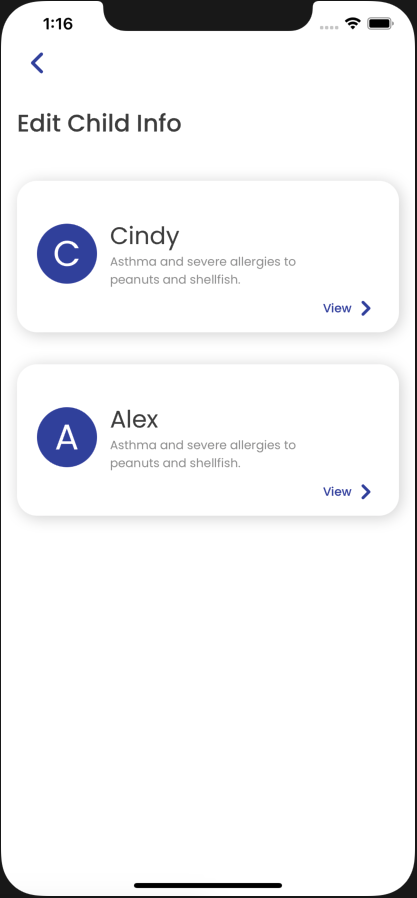 1:16
Edit Child Info
C
Cindy
Asthma and severe allergies to
peanuts and shellfish.
View
A
Alex
Asthma and severe allergies to
peanuts and shellfish.
View